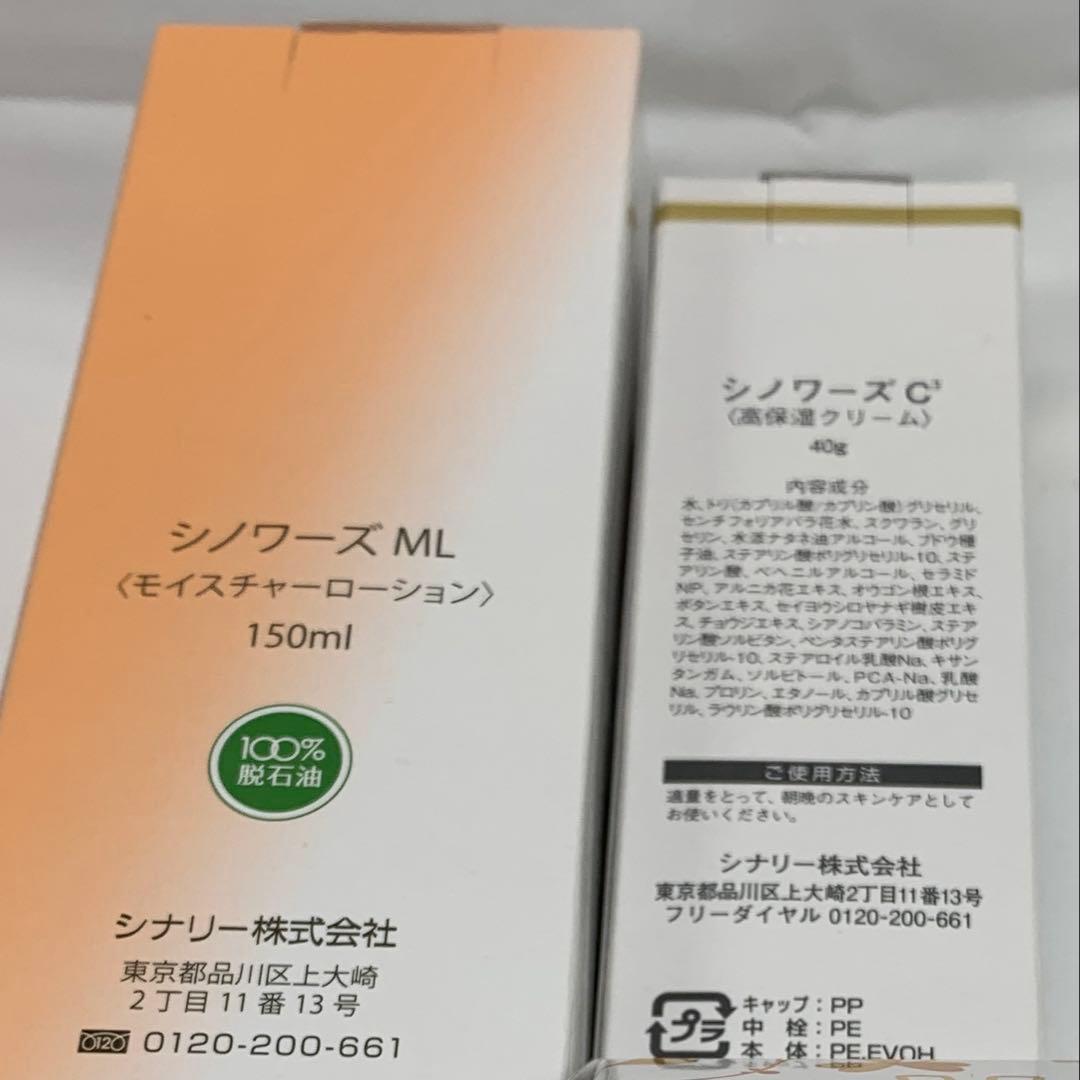 シノワーズ ML
〈モイスチャーローション〉
150ml
100%
脱石油
シナリー株式会社
東京都品川区上大崎
2丁目11番13号
0120 0120-200-661
シノワーズ C³
〈高保湿クリーム〉
40g
内容成分
水、トリ(カプリル酸/カプリン酸)グリセリル、
センチフォリアバラ花水、スクワラン、グリ
セリン、水添ナタネ油アルコール、ブドウ種
子油、ステアリン酸ポリグリセリル-10、ステ
アリン酸、ベヘニルアルコール、セラミド
NP、アルニカ花エキス、オウゴン根エキス、
ボタンエキス、セイヨウシロヤナギ樹皮エキ
ス、チョウジエキス、シアノコバラミン、ステア
リン酸ソルビタン、ペンタステアリン酸ポリグ
リセリル-10、ステアロイル乳酸Na、キサン
タンガム、ソルビトール、PCA-Na、乳酸
Na、プロリン、エタノール、カプリル酸グリセ
リル、ラウリン酸ポリグリセリル-10
ご使用方法
適量をとって、朝晩のスキンケアとして
お使いください。
シナリー株式会社
東京都品川区上大崎2丁目11番13号
フリーダイヤル 0120-200-661
プラ
キャップ：PP
中　栓：PE
本　体：PE,EVOH